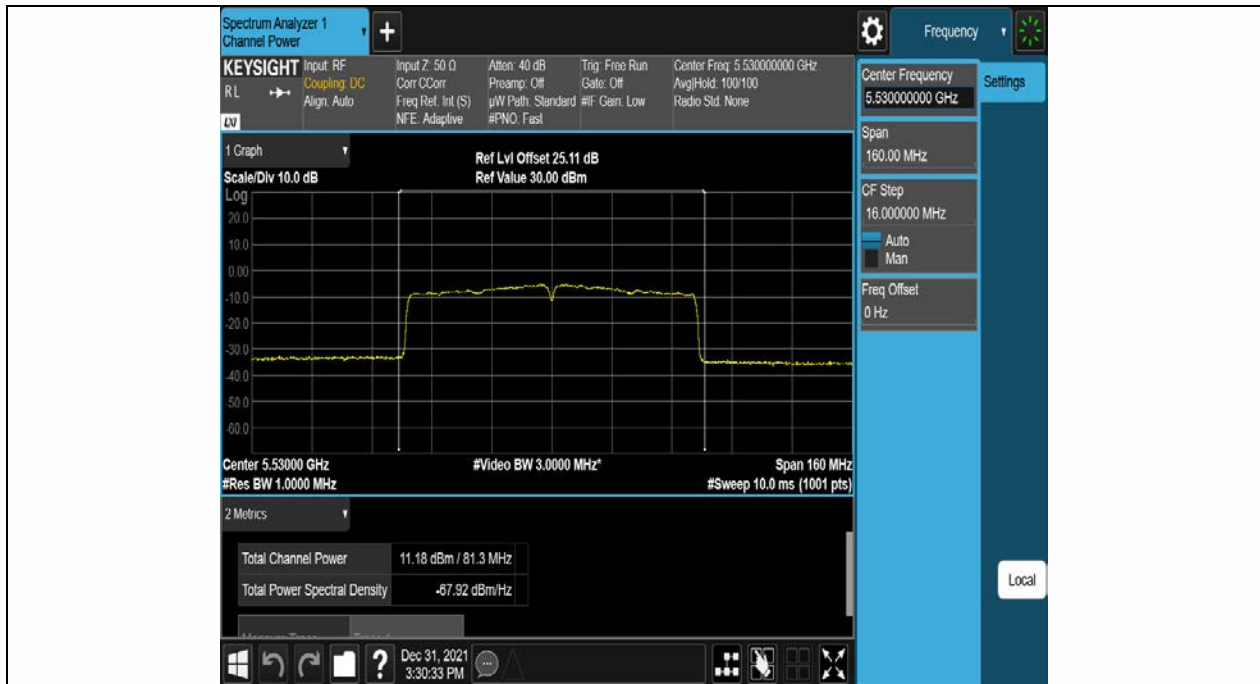 Spectrum Analyzer 1
Channel Power
Frequency
KEYSIGHT
RL
LXI
Input: RF
Coupling: DC
Align: Auto
Input Z: 50 Ω
Corr CCorr
Freq Ref: Int (S)
NFE: Adaptive
Atten: 40 dB
Preamp: Off
µW Path: Standard
#PNO: Fast
Trig: Free Run
Gate: Off
#IF Gain: Low
Center Freq: 5.530000000 GHz
Avg|Hold: 100/100
Radio Std: None
Center Frequency
5.530000000 GHz
Settings
Span
160.00 MHz
CF Step
16.000000 MHz
Auto
Man
Freq Offset
0 Hz
Local
1 Graph
Scale/Div 10.0 dB
Ref Lvl Offset 25.11 dB
Ref Value 30.00 dBm
Log
20.0
10.0
0.00
-10.0
-20.0
-30.0
-40.0
-50.0
-60.0
Center 5.53000 GHz
#Res BW 1.0000 MHz
#Video BW 3.0000 MHz*
Span 160 MHz
#Sweep 10.0 ms (1001 pts)
2 Metrics
Total Channel Power 11.18 dBm / 81.3 MHz
Total Power Spectral Density -67.92 dBm/Hz
?
Dec 31, 2021
3:30:33 PM